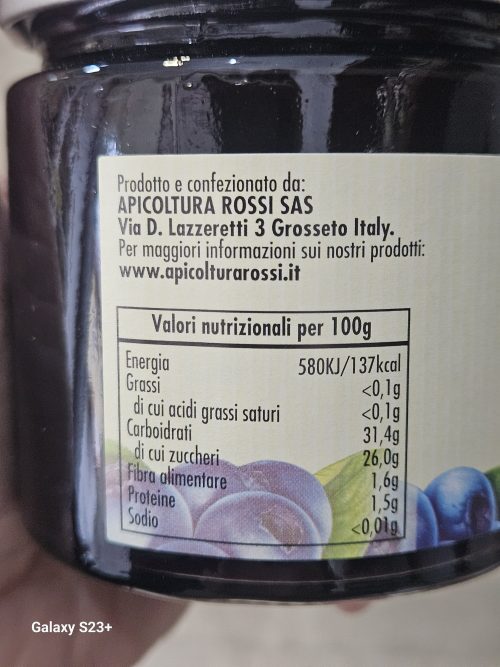 Prodotto e confezionato da:
APICOLTURA ROSSI SAS
Via D. Lazzeretti 3 Grosseto Italy.
Per maggiori informazioni sui nostri prodotti:
www.apicolturarossi.it
Valori nutrizionali per 100g
Energia 580KJ/137kcal
Grassi <0,1g
di cui acidi grassi saturi <0,1g
Carboidrati 31,4g
di cui zuccheri 26,0g
Fibra alimentare 1,6g
Proteine 1,5g
Sodio <0,01g
Galaxy S23+